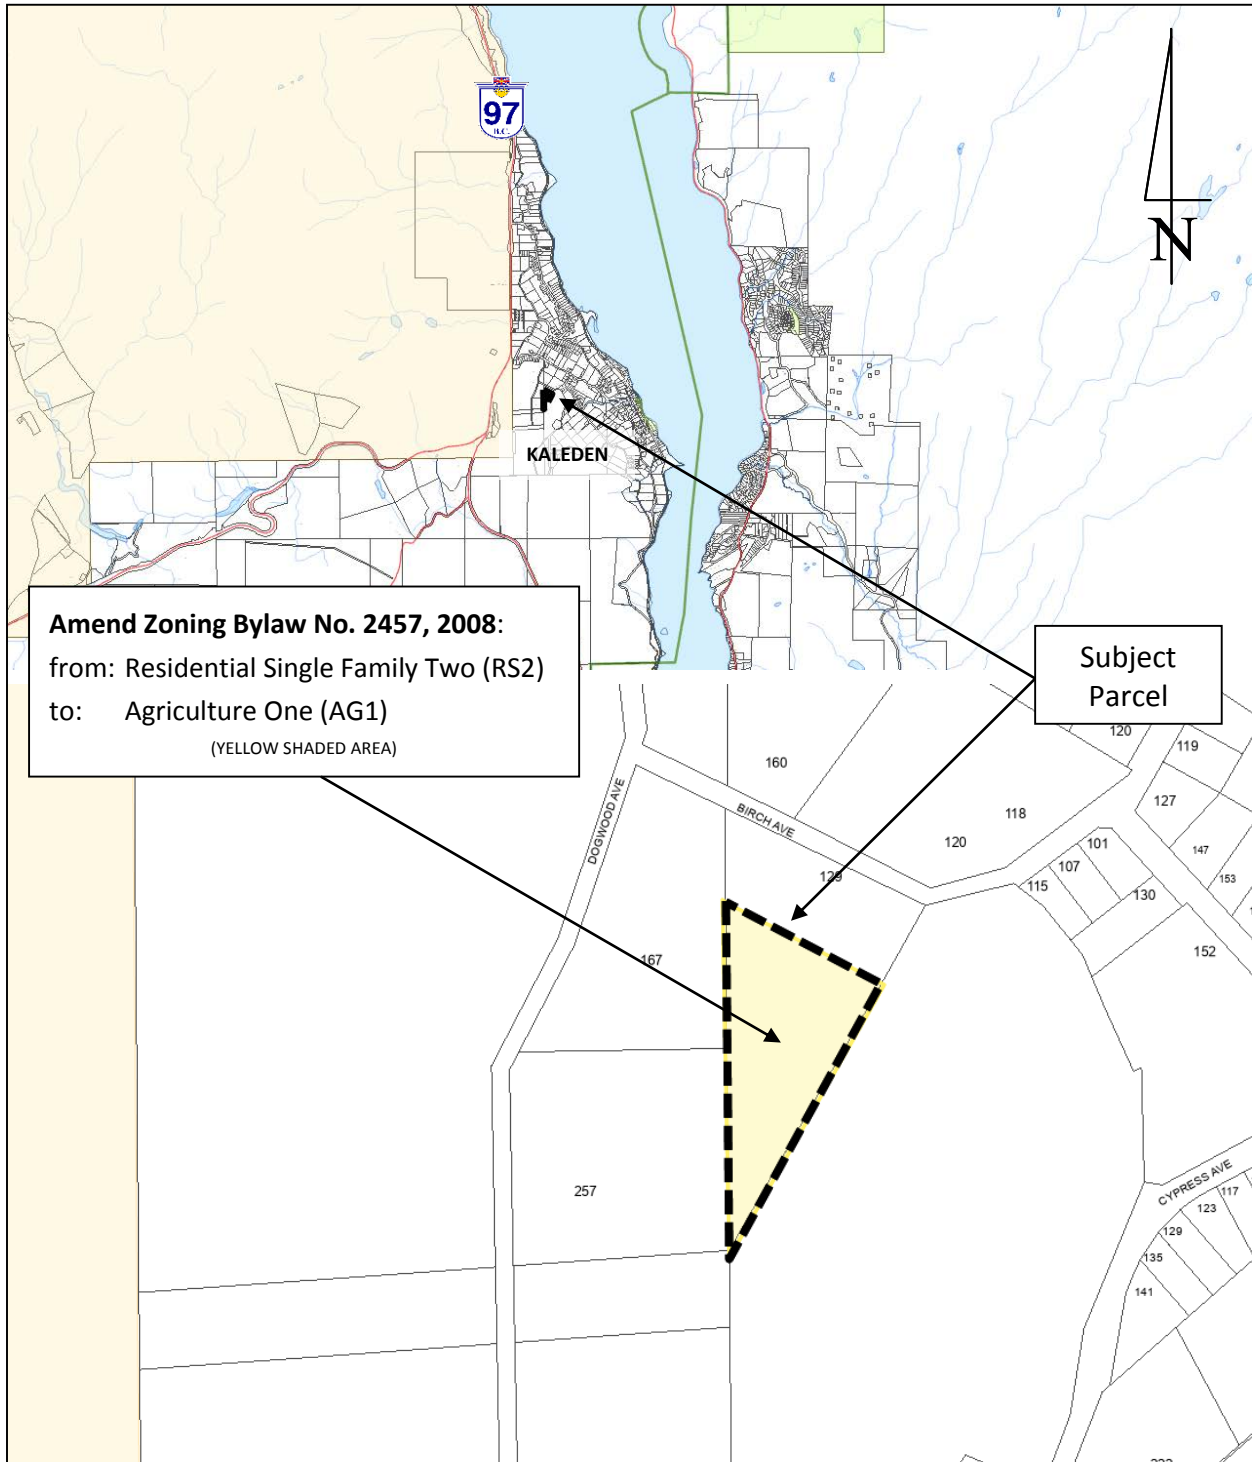 97
B.C.
KALEDEN
N
Amend Zoning Bylaw No. 2457, 2008:
from: Residential Single Family Two (RS2)
to: Agriculture One (AG1)
(YELLOW SHADED AREA)
Subject
Parcel
160
120
119
127
118
120
101
107
115
130
147
153
152
129
167
257
DOGWOOD AVE
BIRCH AVE
CYPRESS AVE
117
123
129
135
141